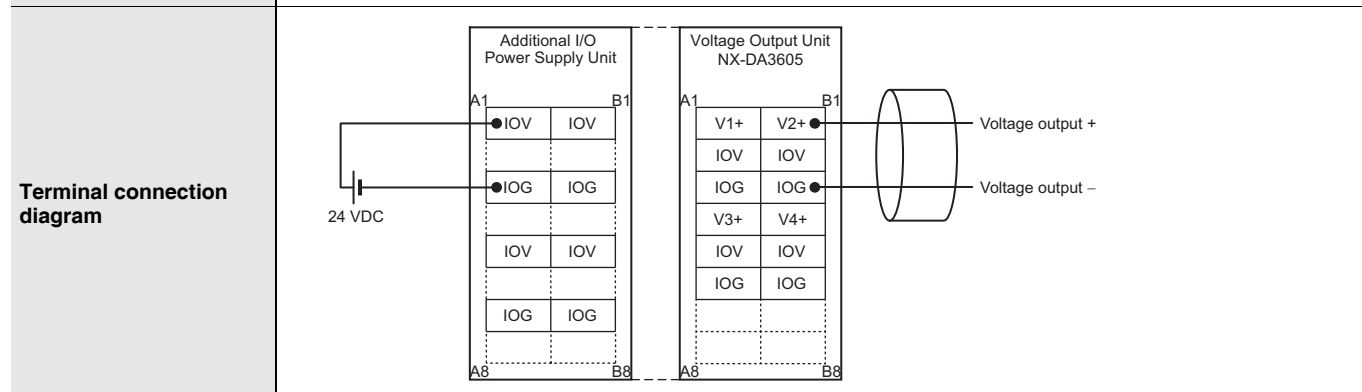 Terminal connection
diagram
24 VDC
Additional I/O
Power Supply Unit
A1 B1
IOV IOV
IOG IOG
IOV IOV
IOG IOG
A8 B8
Voltage Output Unit
NX-DA3605
A1 B1
V1+ V2+
IOV IOV
IOG IOG
V3+ V4+
IOV IOV
IOG IOG
A8 B8
Voltage output +
Voltage output −